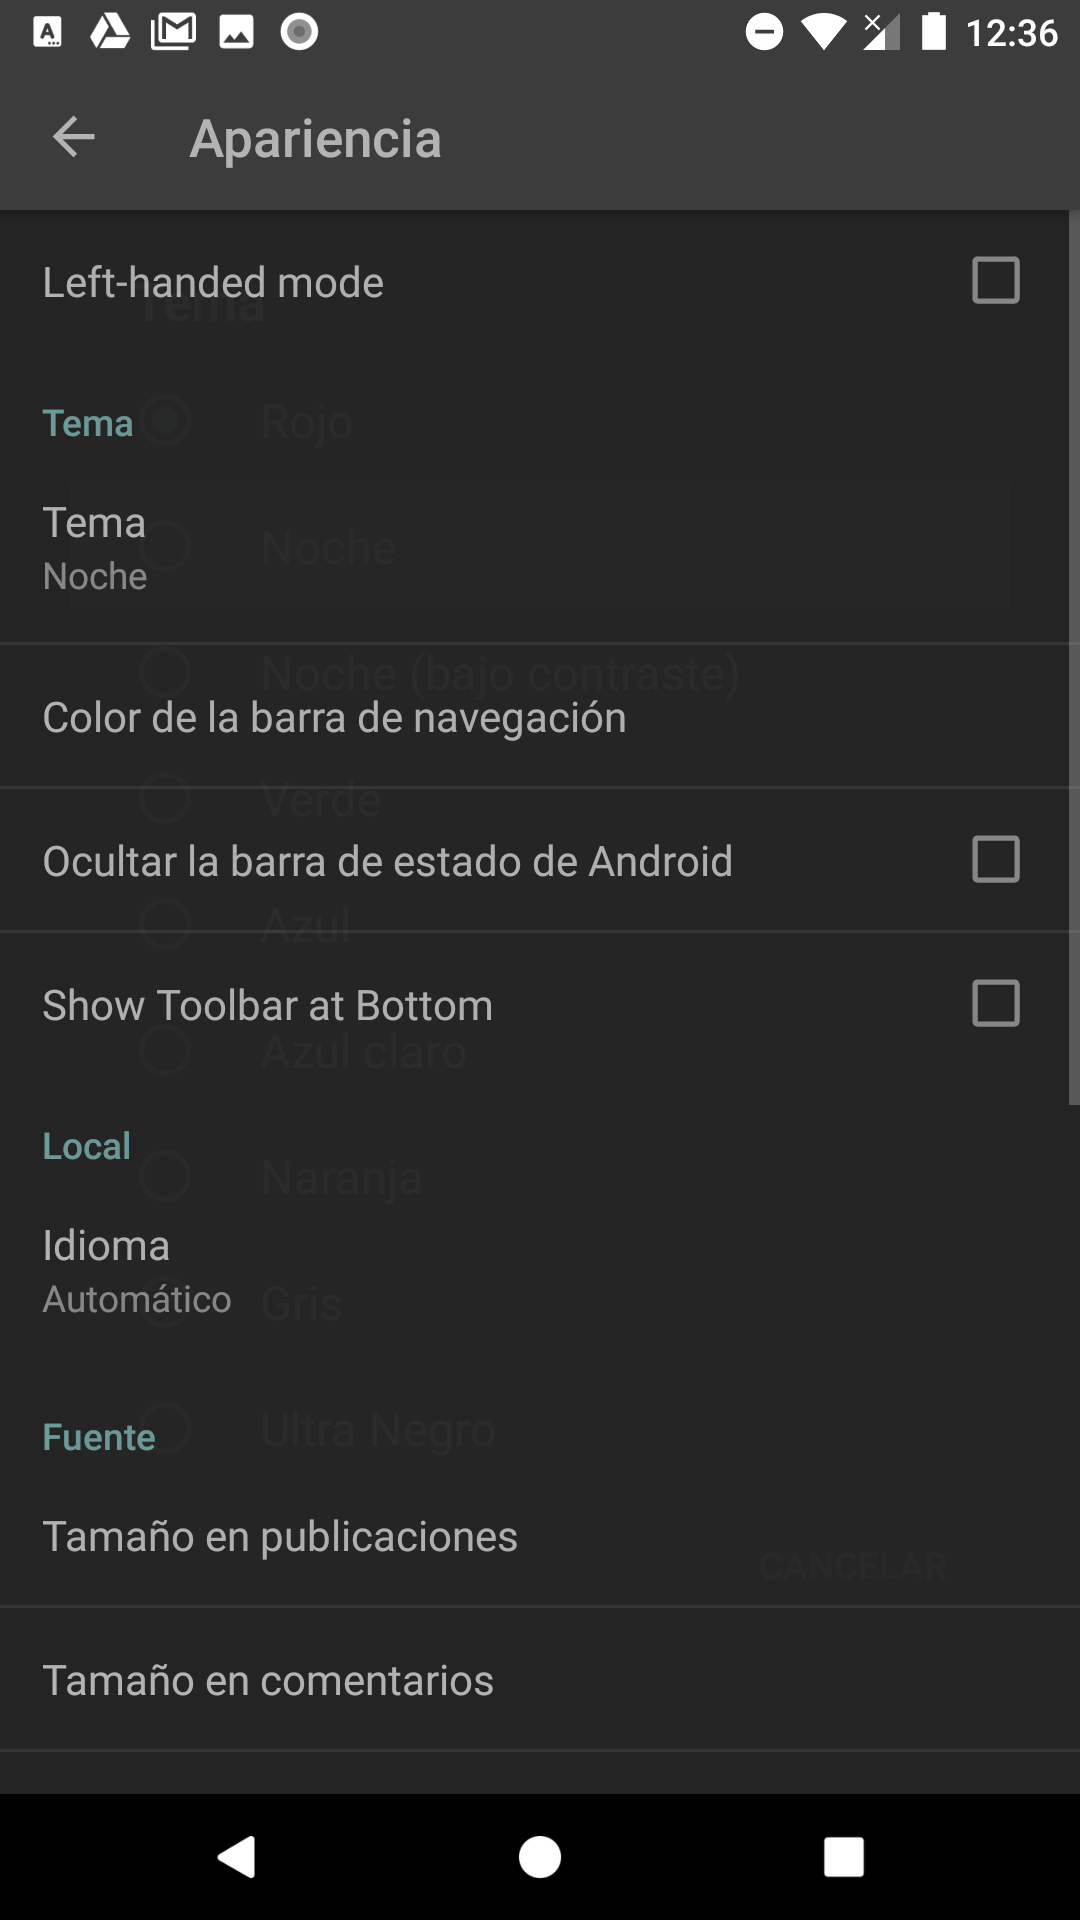 12:36
Apariencia
Left-handed mode
Tema
Tema
Rojo
Tema
Noche
Noche
Noche (bajo contraste)
Color de la barra de navegación
Verde
Ocultar la barra de estado de Android
Azul
Show Toolbar at Bottom
Azul claro
Local
Naranja
Idioma
Automático
Gris
Fuente
Ultra Negro
Tamaño en publicaciones
CANCELAR
Tamaño en comentarios